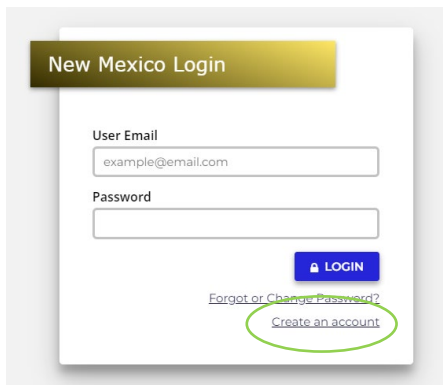 New Mexico Login
User Email
example@email.com
Password
LOGIN
Forgot or Change Password?
Create an account